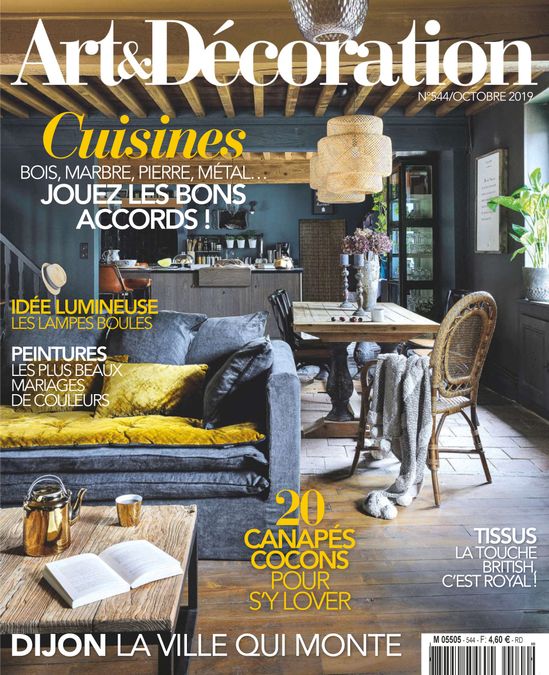 Art&Décoration
N°544/OCTOBRE 2019
Cuisines
BOIS, MARBRE, PIERRE, MÉTAL...
JOUEZ LES BONS
ACCORDS !
IDÉE LUMINEUSE
LES LAMPES BOULES
PEINTURES
LES PLUS BEAUX
MARIAGES
DE COULEURS
20
CANAPÉS
COCONS
POUR
S'Y LOVER
TISSUS
LA TOUCHE
BRITISH,
C'EST ROYAL !
DIJON LA VILLE QUI MONTE
M 05505 - 544 - F: 4,60 € - RD